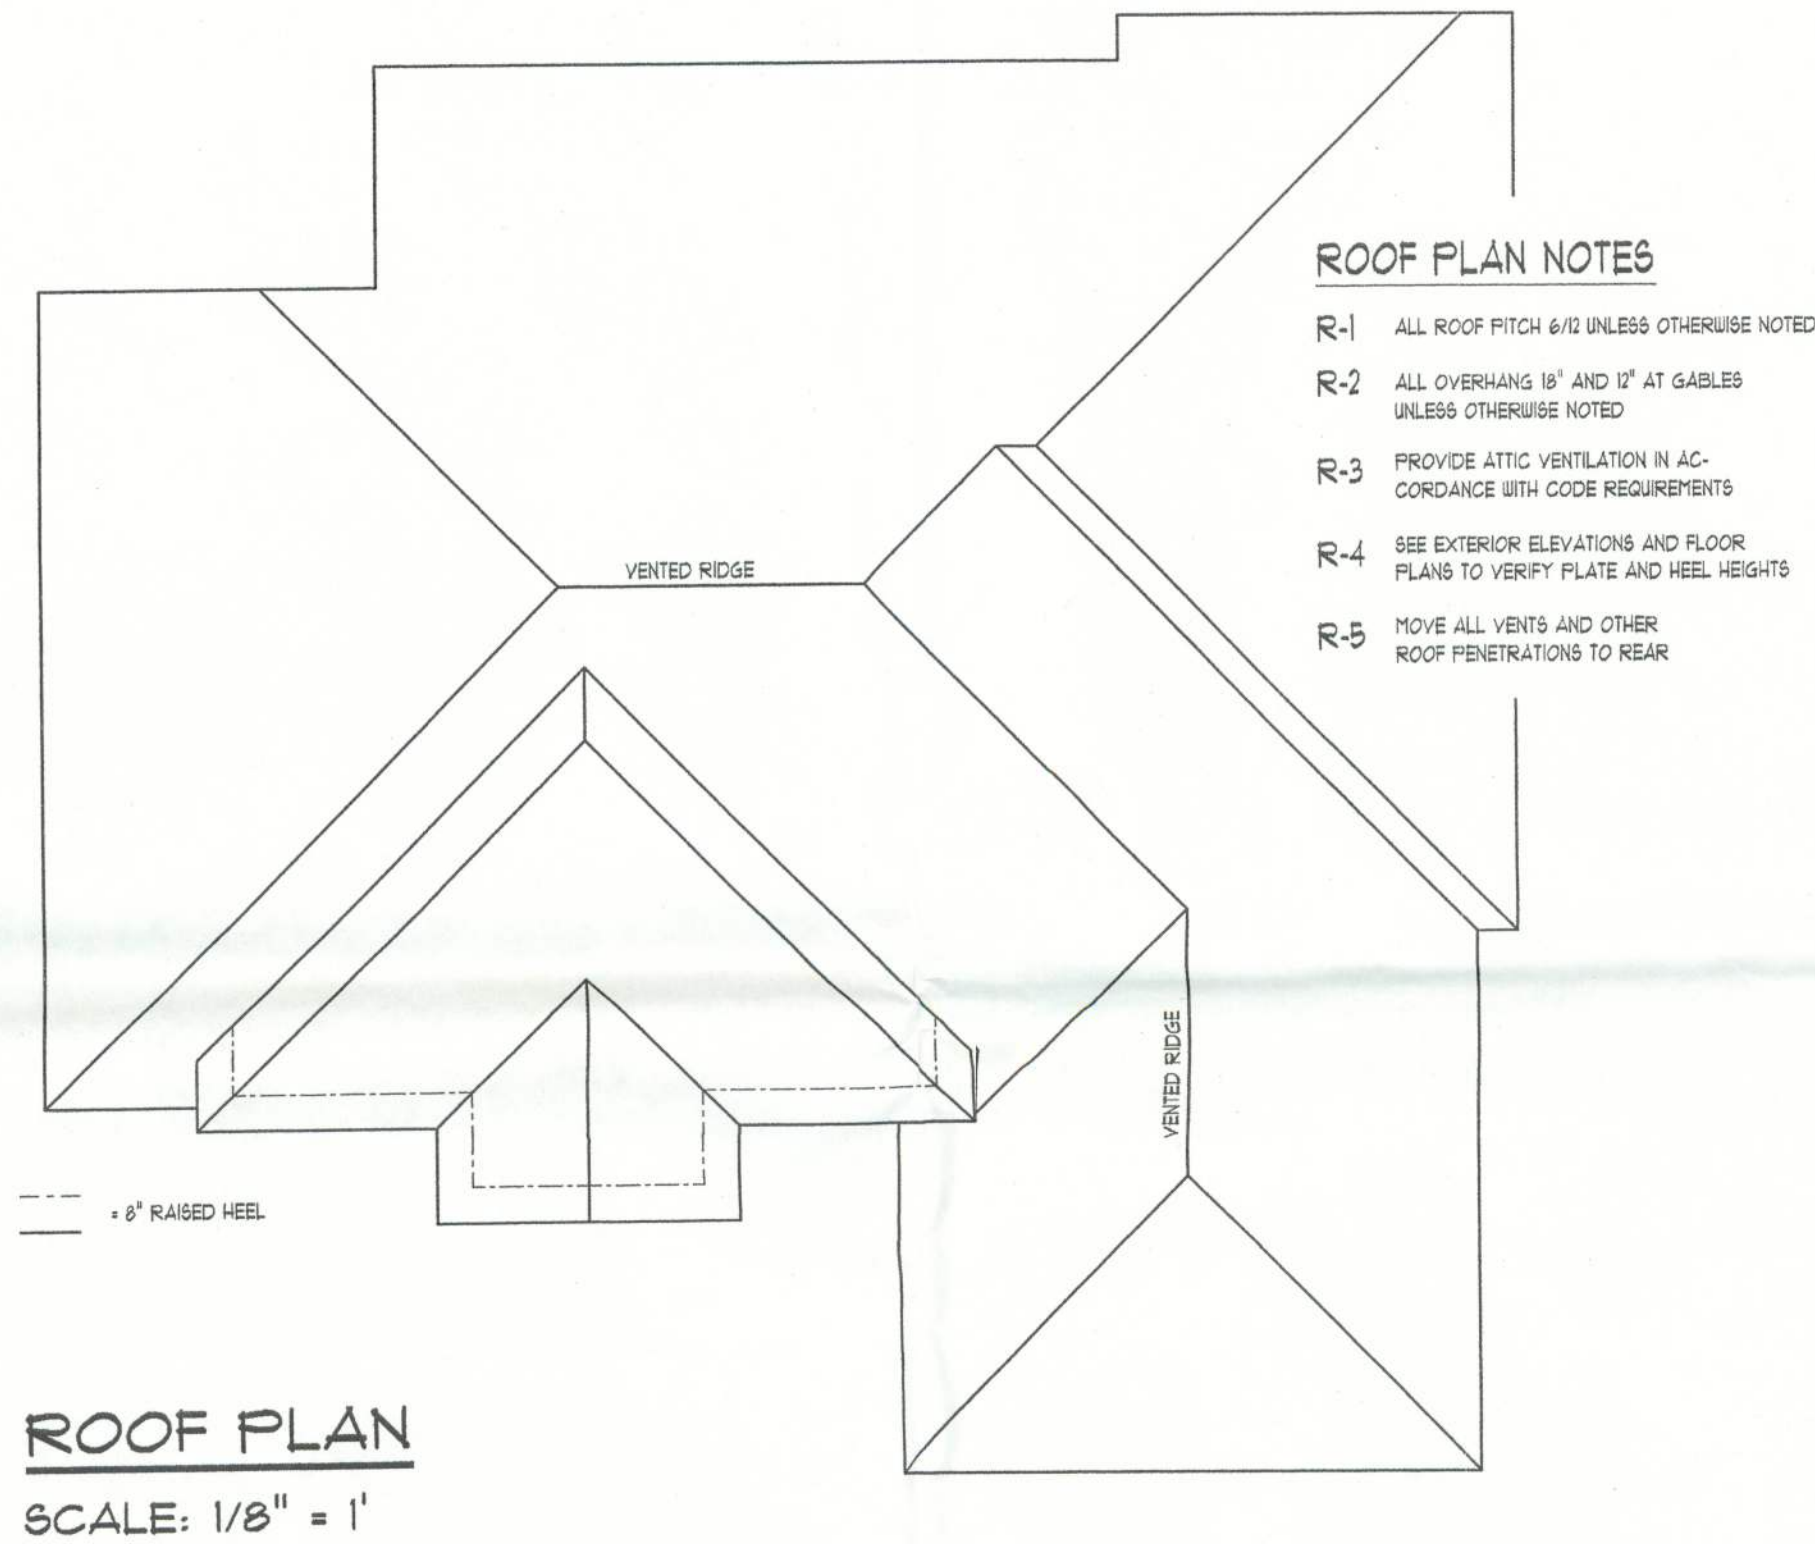 ROOF PLAN NOTES
R-1 ALL ROOF PITCH 6/12 UNLESS OTHERWISE NOTED
R-2 ALL OVERHANG 18" AND 12" AT GABLES
UNLESS OTHERWISE NOTED
R-3 PROVIDE ATTIC VENTILATION IN AC-
CORDANCE WITH CODE REQUIREMENTS
R-4 SEE EXTERIOR ELEVATIONS AND FLOOR
PLANS TO VERIFY PLATE AND HEEL HEIGHTS
R-5 MOVE ALL VENTS AND OTHER
ROOF PENETRATIONS TO REAR
VENTED RIDGE
VENTED RIDGE
= 8" RAISED HEEL
ROOF PLAN
SCALE: 1/8" = 1'